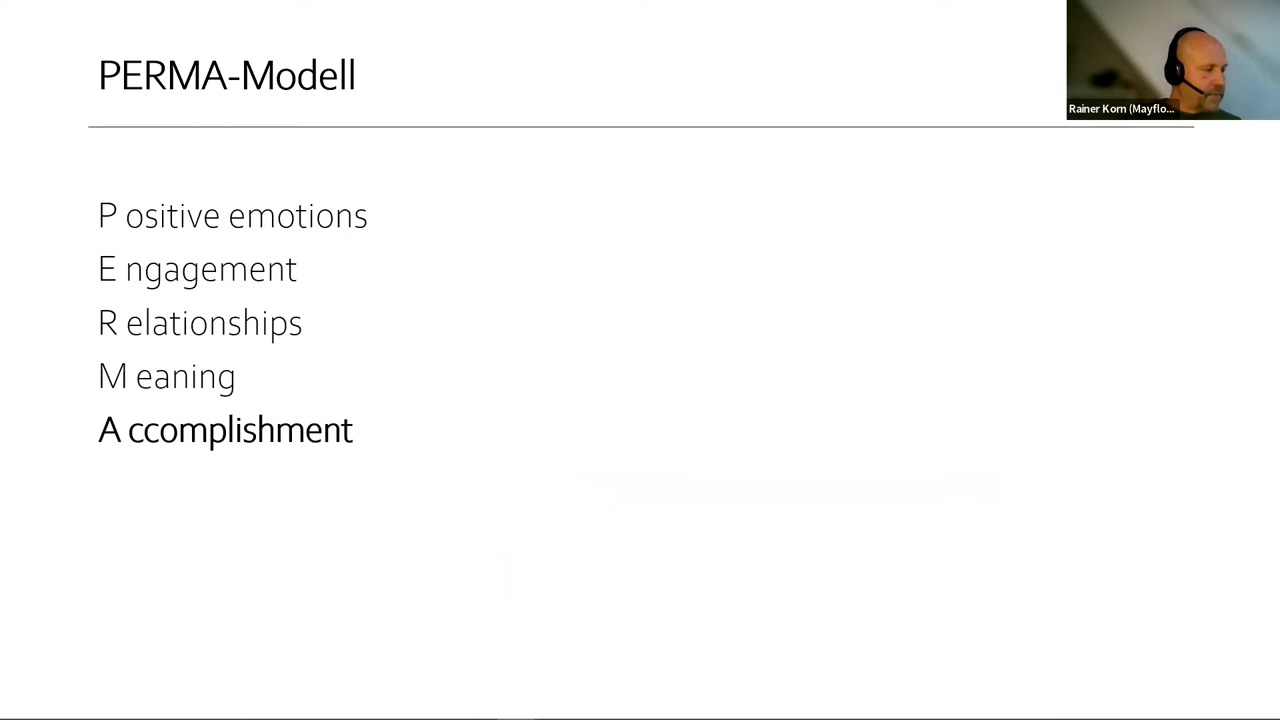 PERMA-Modell
Rainer Korn (Mayflo...
P ositive emotions
E ngagement
R elationships
M eaning
A ccomplishment